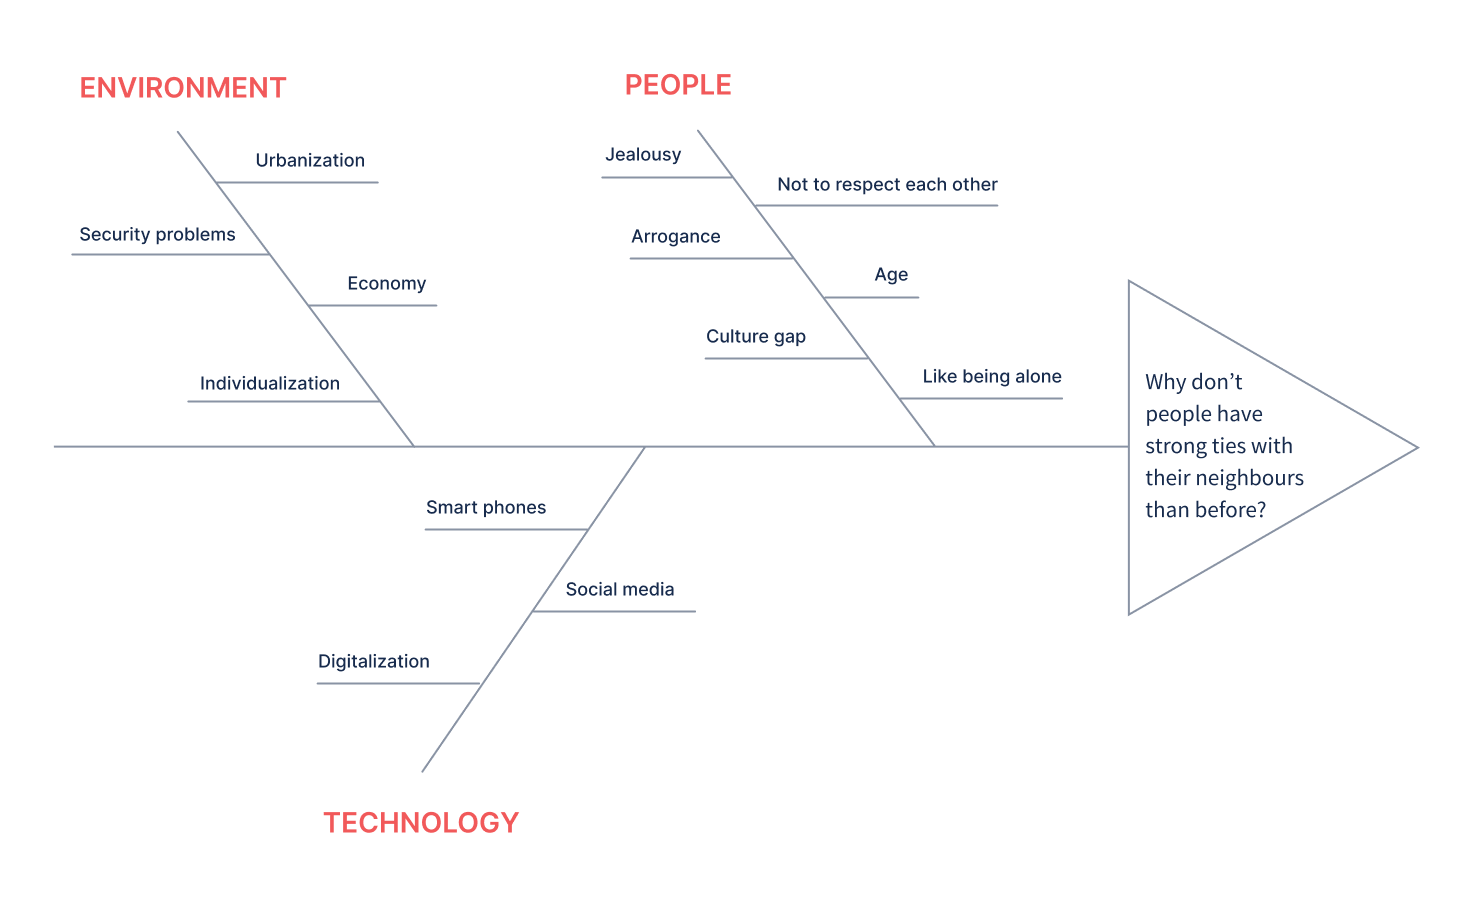 ENVIRONMENT
Urbanization
Security problems
Economy
Individualization
PEOPLE
Jealousy
Not to respect each other
Arrogance
Age
Culture gap
Like being alone
Why don’t
people have
strong ties with
their neighbours
than before?
Smart phones
Social media
Digitalization
TECHNOLOGY